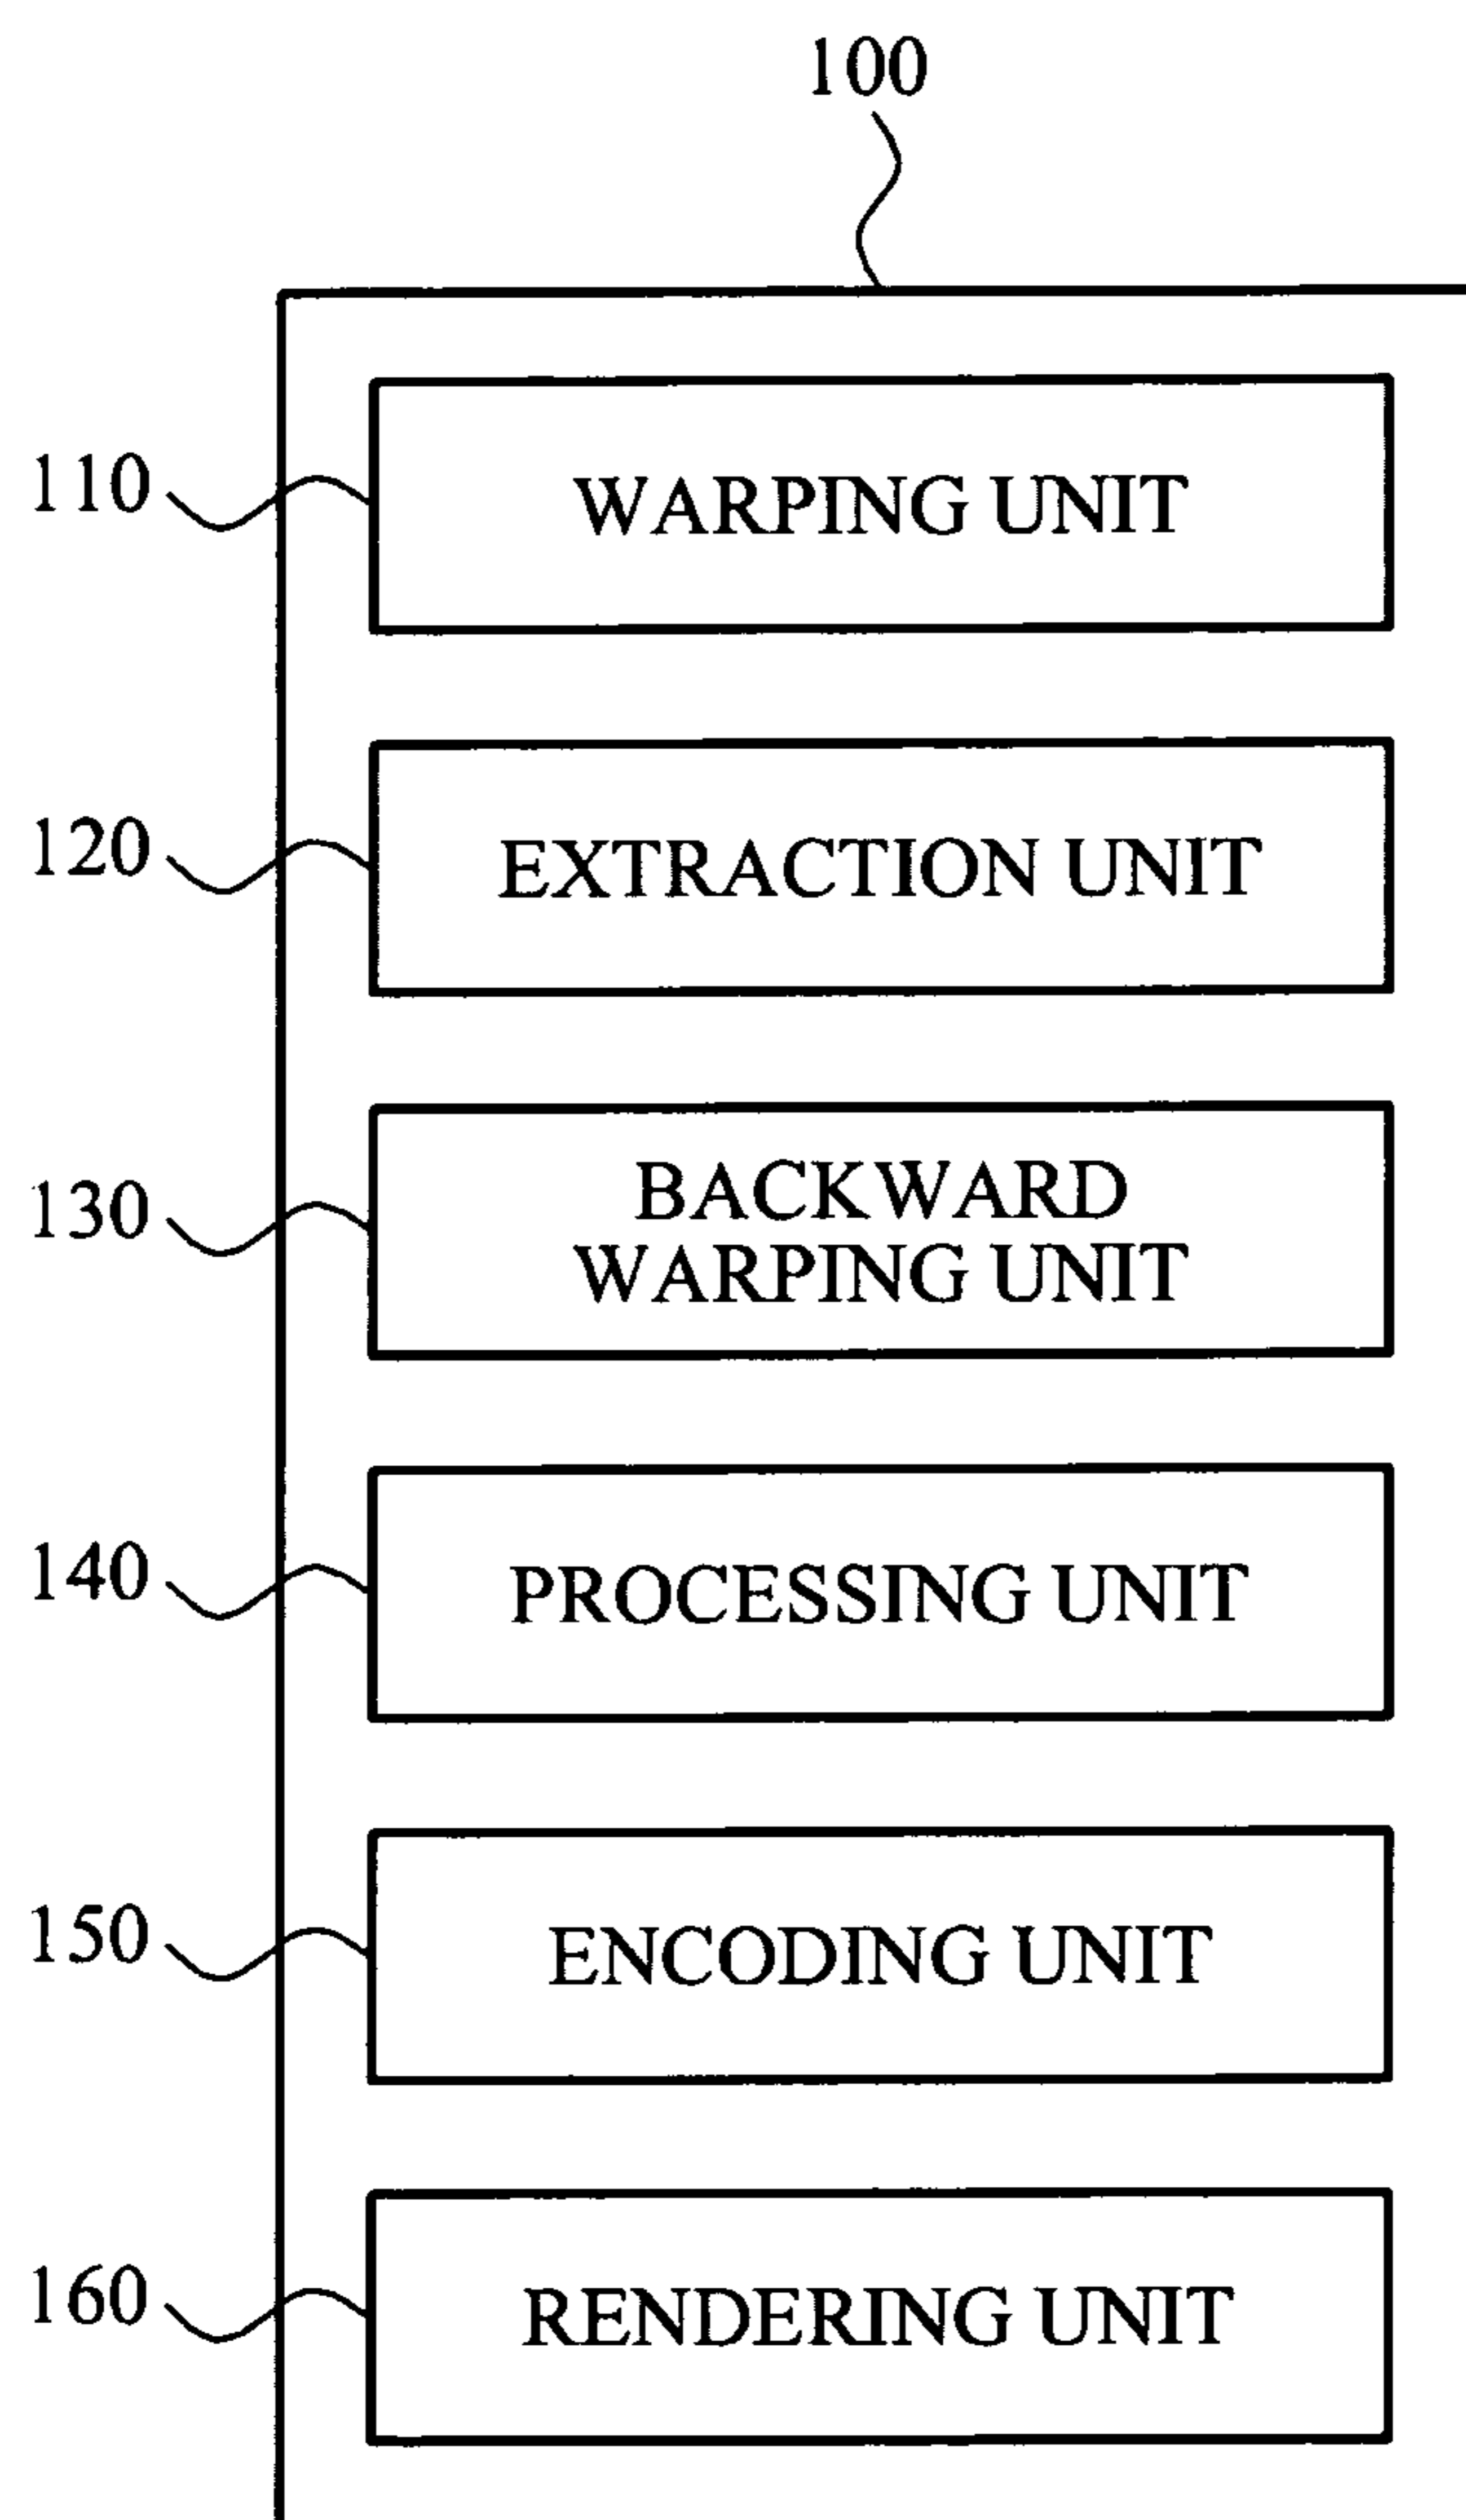 100
110
WARPING UNIT
120
EXTRACTION UNIT
130
BACKWARD
WARPING UNIT
140
PROCESSING UNIT
150
ENCODING UNIT
160
RENDERING UNIT